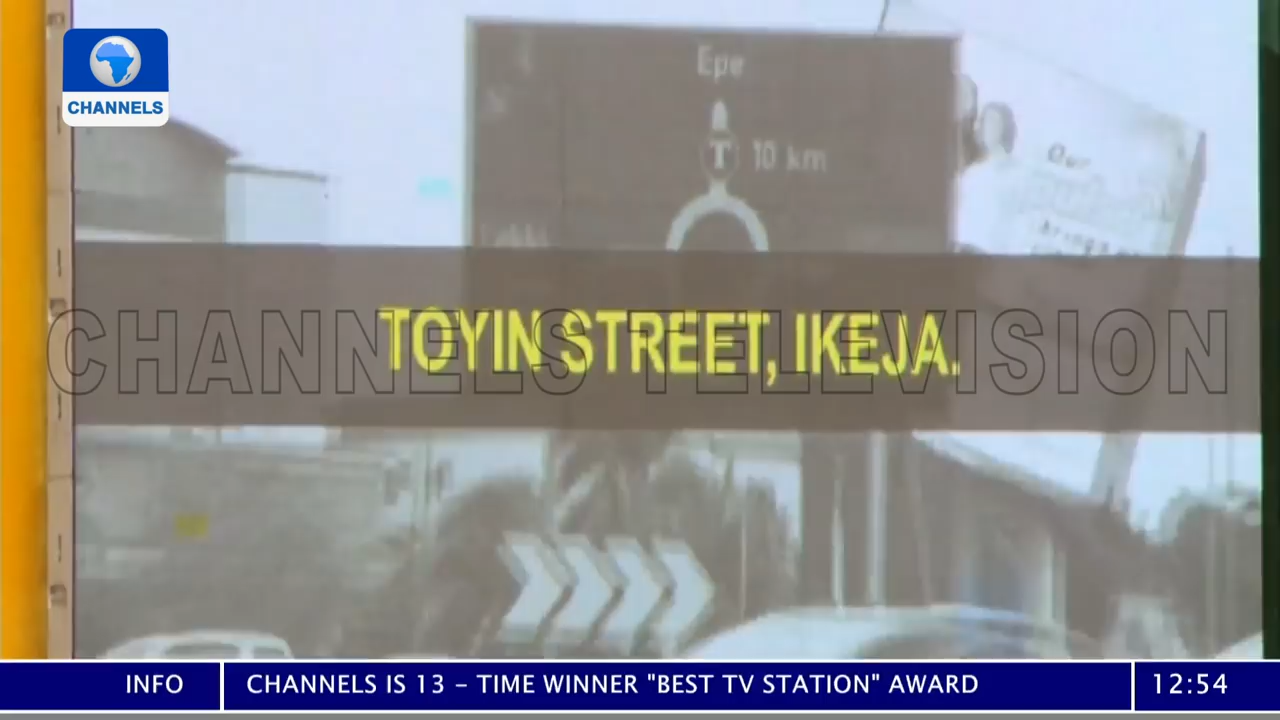 CHANNELS
Epe
T 10 km
Our
TOYIN STREET, IKEJA.
CHANNELS TELEVISION
INFO
CHANNELS IS 13 – TIME WINNER "BEST TV STATION" AWARD
12:54